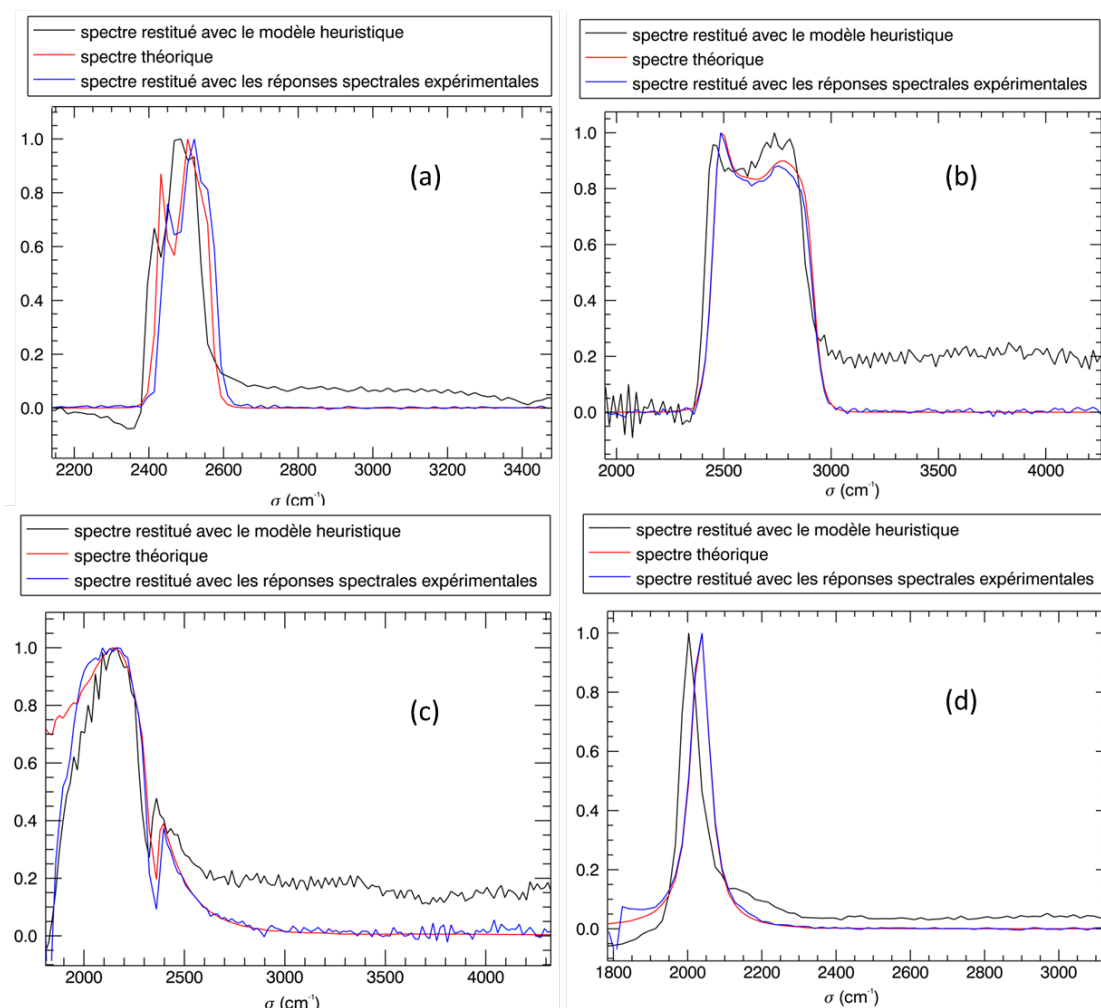 spectre restitué avec le modèle heuristique
spectre théorique
spectre restitué avec les réponses spectrales expérimentales
1.0
0.8
0.6
0.4
0.2
0.0
(a)
2200 2400 2600 2800 3000 3200 3400
σ (cm⁻¹)
spectre restitué avec le modèle heuristique
spectre théorique
spectre restitué avec les réponses spectrales expérimentales
1.0
0.8
0.6
0.4
0.2
0.0
(b)
2000 2500 3000 3500 4000
σ (cm⁻¹)
spectre restitué avec le modèle heuristique
spectre théorique
spectre restitué avec les réponses spectrales expérimentales
1.0
0.8
0.6
0.4
0.2
0.0
(c)
2000 2500 3000 3500 4000
σ (cm⁻¹)
spectre restitué avec le modèle heuristique
spectre théorique
spectre restitué avec les réponses spectrales expérimentales
1.0
0.8
0.6
0.4
0.2
0.0
(d)
1800 2000 2200 2400 2600 2800 3000
σ (cm⁻¹)